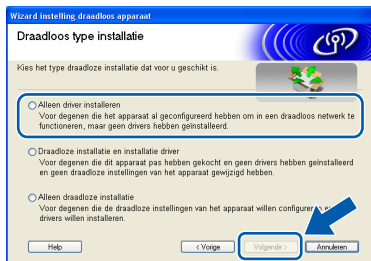 Wizard instelling draadloos apparaat
Draadloos type installatie
Kies het type draadloze installatie dat voor u geschikt is.
Alleen driver installeren
Voor degenen die het apparaat al geconfigureerd hebben om in een draadloos netwerk te
functioneren, maar geen drivers hebben geïnstalleerd.
Draadloze installatie en installatie driver
Voor degenen die dit apparaat pas hebben gekocht en geen drivers hebben geïnstalleerd
en geen draadloze instellingen van het apparaat gewijzigd hebben.
Alleen draadloze installatie
Voor degenen die de draadloze instellingen van het apparaat willen configureren
drivers willen installeren.
Help
< Vorige
Volgende >
Annuleren